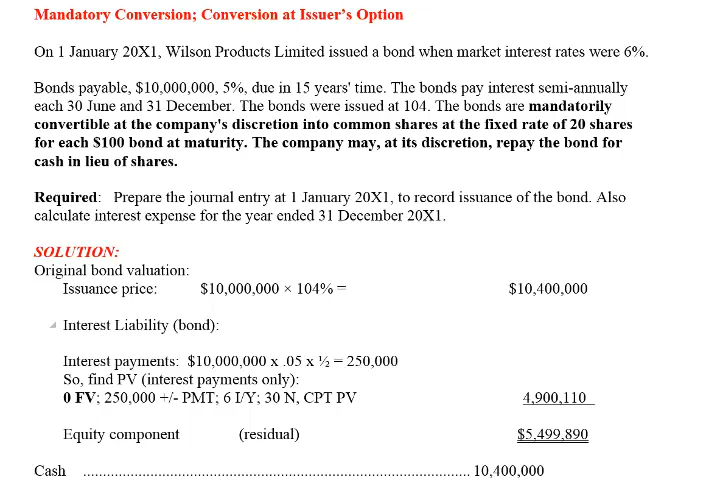 Mandatory Conversion; Conversion at Issuer's Option
On 1 January 20X1, Wilson Products Limited issued a bond when market interest rates were 6%.
Bonds payable, $10,000,000, 5%, due in 15 years' time. The bonds pay interest semi-annually
each 30 June and 31 December. The bonds were issued at 104. The bonds are mandatorily
convertible at the company's discretion into common shares at the fixed rate of 20 shares
for each $100 bond at maturity. The company may, at its discretion, repay the bond for
cash in lieu of shares.
Required: Prepare the journal entry at 1 January 20X1, to record issuance of the bond. Also
calculate interest expense for the year ended 31 December 20X1.
SOLUTION:
Original bond valuation:
Issuance price: $10,000,000 × 104% = $10,400,000
Interest Liability (bond):
Interest payments: $10,000,000 x .05 x ½ = 250,000
So, find PV (interest payments only):
0 FV; 250,000 +/- PMT; 6 I/Y; 30 N, CPT PV 4,900,110
Equity component (residual) $5,499,890
Cash ........................................................................ 10,400,000